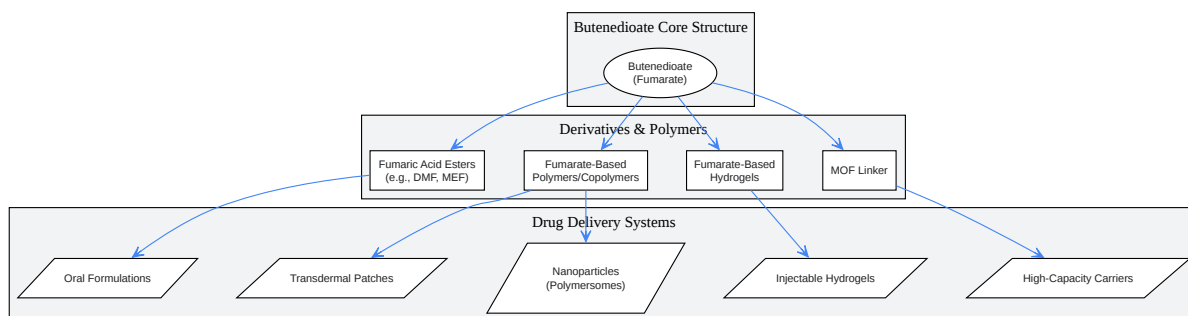 Butenedioate Core Structure
Butenedioate
(Fumarate)
Derivatives & Polymers
Fumaric Acid Esters
(e.g., DMF, MEF)
Fumarate-Based
Polymers/Copolymers
Fumarate-Based
Hydrogels
MOF Linker
Drug Delivery Systems
Oral Formulations
Transdermal Patches
Nanoparticles
(Polymersomes)
Injectable Hydrogels
High-Capacity Carriers